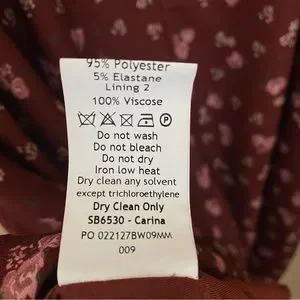 95% Polyester
5% Elastane
Lining 2
100% Viscose
Do not wash
Do not bleach
Do not dry
Iron low heat
Dry clean any solvent
except trichloroethylene
Dry Clean Only
SB6530 - Carina
PO 022127BW09MM
009